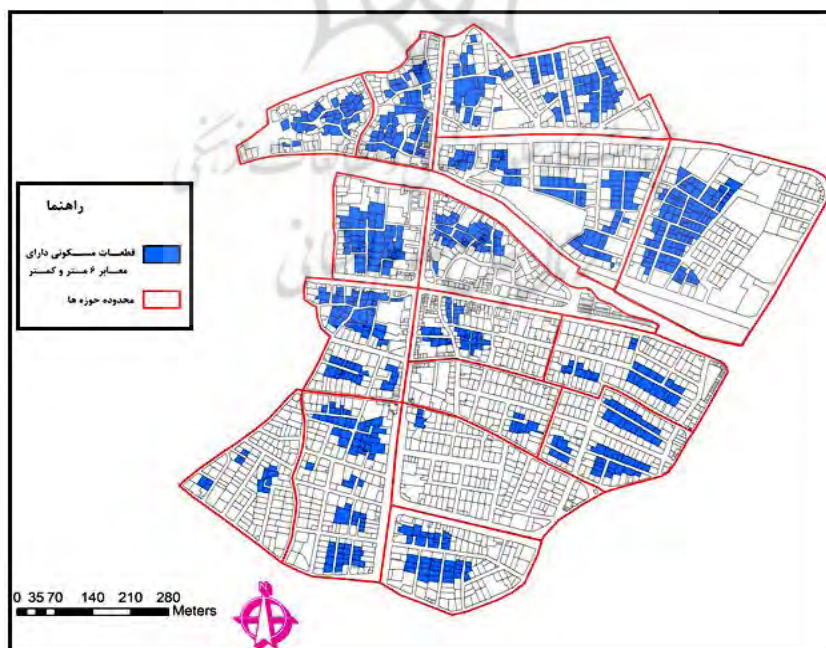 راهنما
قطعات مسکونی دارای
معابر ۶ متر و کمتر
محدوده حوزه ها
0 35 70 140 210 280
Meters
N